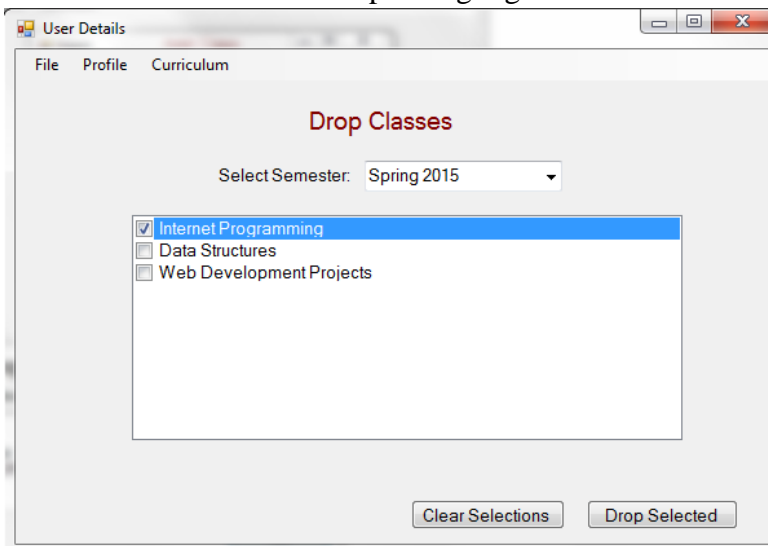 User Details
File Profile Curriculum
Drop Classes
Select Semester: Spring 2015
Internet Programming
Data Structures
Web Development Projects
Clear Selections Drop Selected